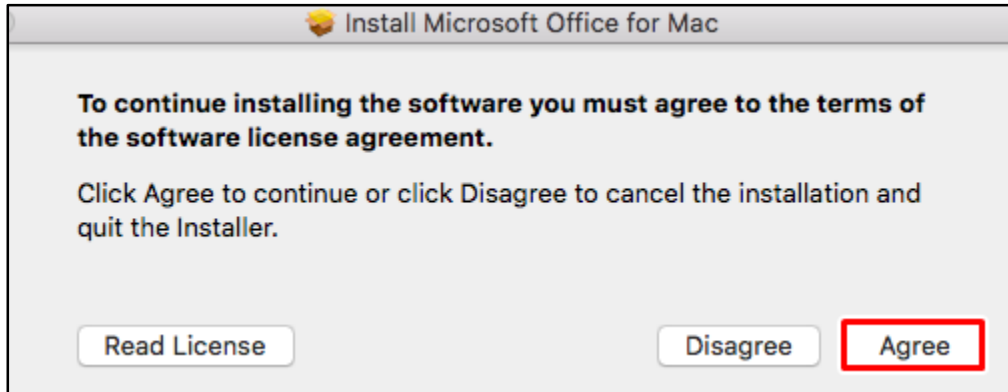 Install Microsoft Office for Mac
To continue installing the software you must agree to the terms of
the software license agreement.
Click Agree to continue or click Disagree to cancel the installation and
quit the Installer.
Read License
Disagree
Agree